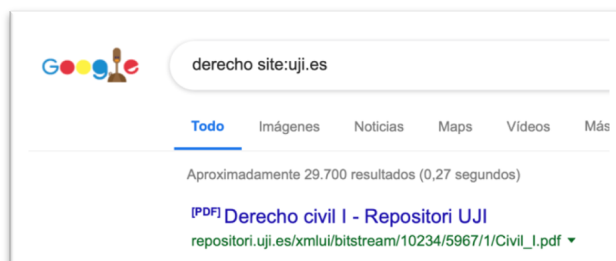 Google
derecho site:uji.es
Todo Imágenes Noticias Maps Vídeos Más
Aproximadamente 29.700 resultados (0,27 segundos)
[PDF] Derecho civil I - Repositori UJI
repositori.uji.es/xmlui/bitstream/10234/5967/1/Civil_I.pdf